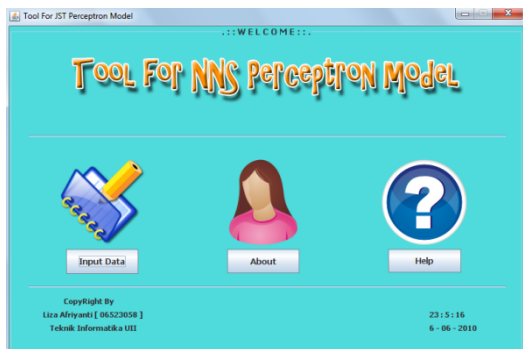 Tool For JST Perceptron Model
.::WELCOME::.
Tool For NNS Perceptron Model
Input Data
About
Help
CopyRight By
Liza Afriyanti [ 06523058 ]
Teknik Informatika UII
23 : 5 : 16
6 - 06 - 2010